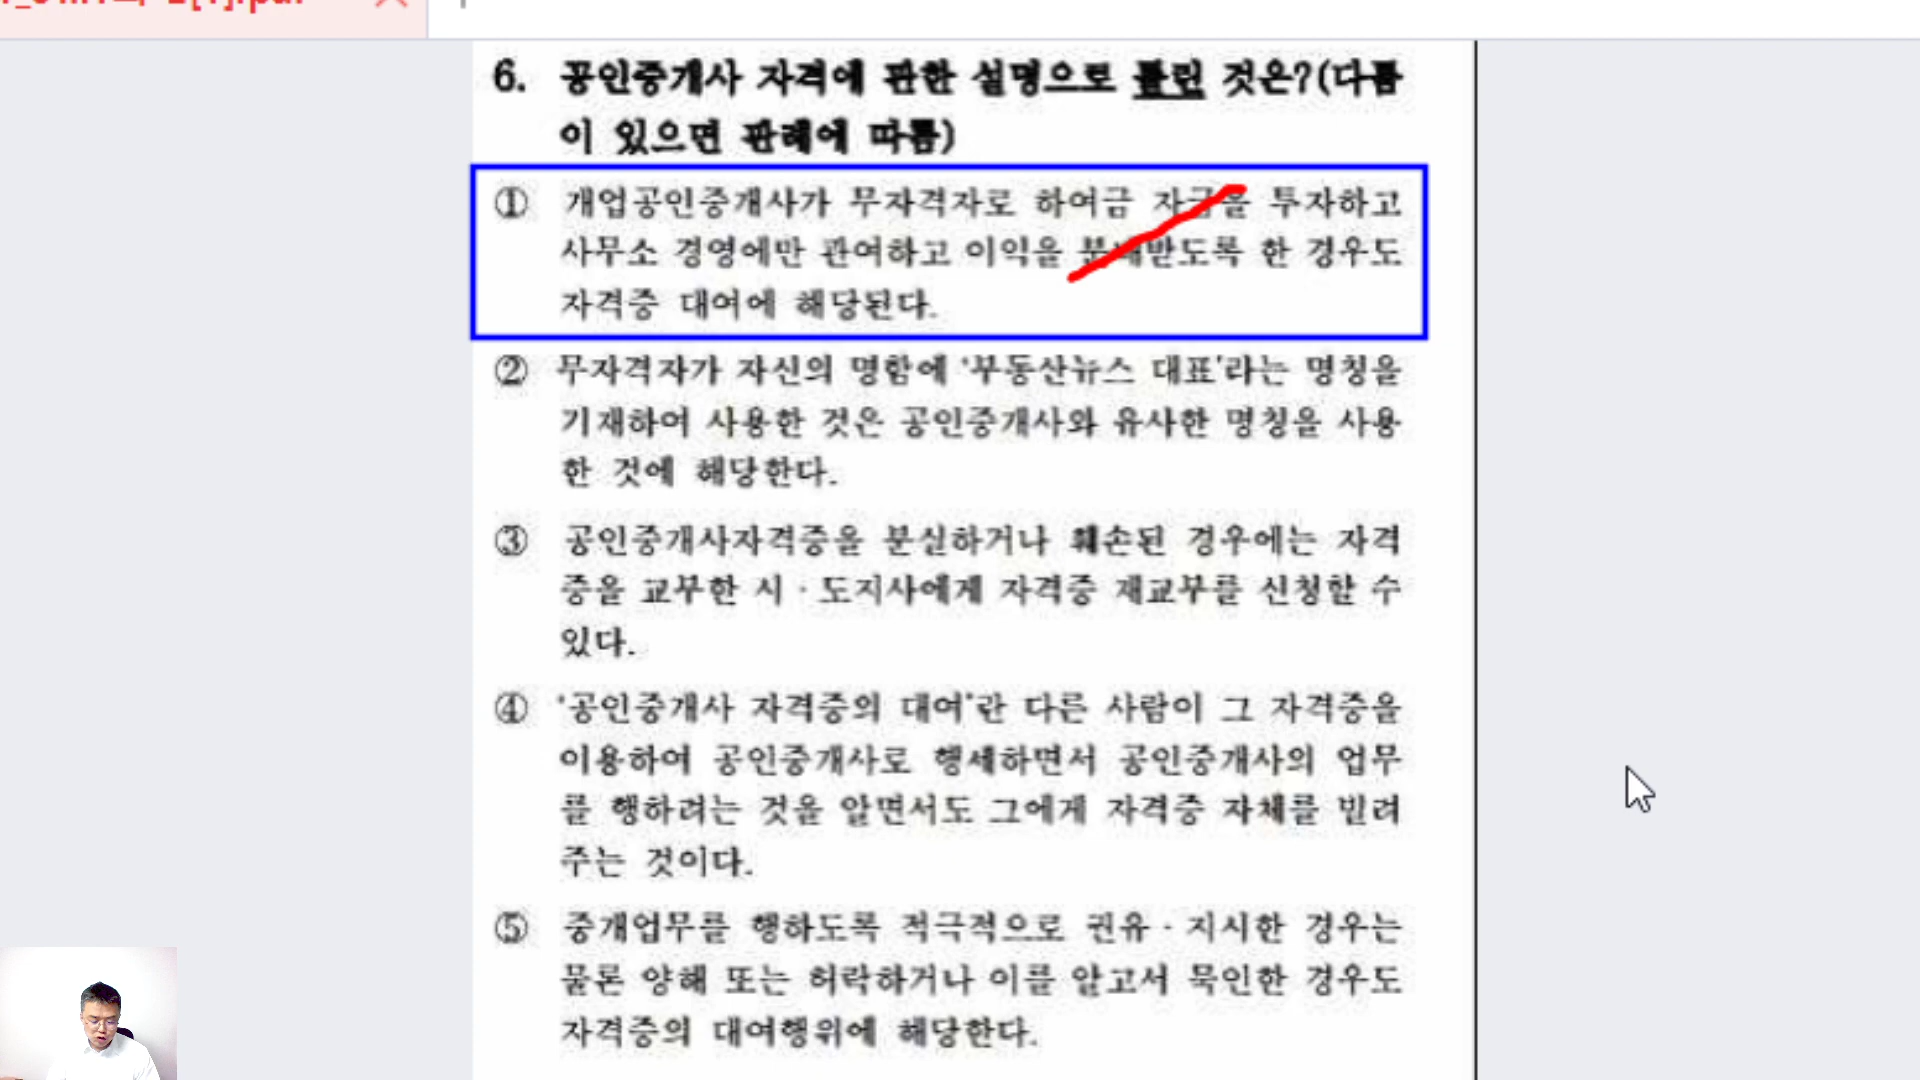 6. 공인중개사 자격에 관한 설명으로 틀린 것은?(다툼
이 있으면 판례에 따름)
① 개업공인중개사가 무자격자로 하여금 자금을 투자하고
사무소 경영에만 관여하고 이익을 분배받도록 한 경우도
자격증 대여에 해당된다.
② 무자격자가 자신의 명함에 '부동산뉴스 대표'라는 명칭을
기재하여 사용한 것은 공인중개사와 유사한 명칭을 사용
한 것에 해당한다.
③ 공인중개사자격증을 분실하거나 훼손된 경우에는 자격
증을 교부한 시·도지사에게 자격증 재교부를 신청할 수
있다.
④ '공인중개사 자격증의 대여'란 다른 사람이 그 자격증을
이용하여 공인중개사로 행세하면서 공인중개사의 업무
를 행하려는 것을 알면서도 그에게 자격증 자체를 빌려
주는 것이다.
⑤ 중개업무를 행하도록 적극적으로 권유·지시한 경우는
물론 양해 또는 허락하거나 이를 알고서 묵인한 경우도
자격증의 대여행위에 해당한다.